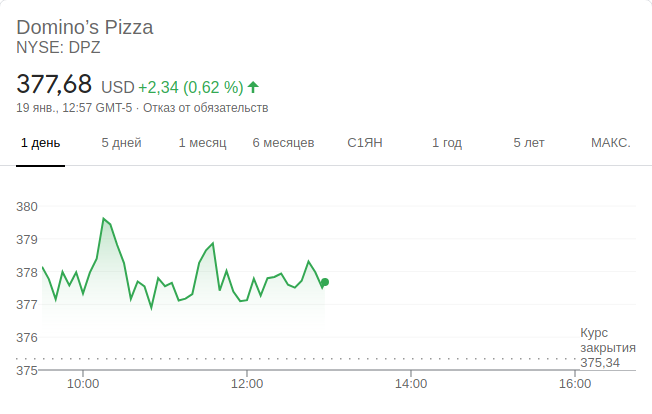 Domino's Pizza
NYSE: DPZ
377,68 USD +2,34 (0,62 %)
19 янв., 12:57 GMT-5 · Отказ от обязательств
1 день 5 дней 1 месяц 6 месяцев С1ЯН 1 год 5 лет МАКС.
380
379
378
377
376
Курс
закрытия
375,34
375
10:00 12:00 14:00 16:00